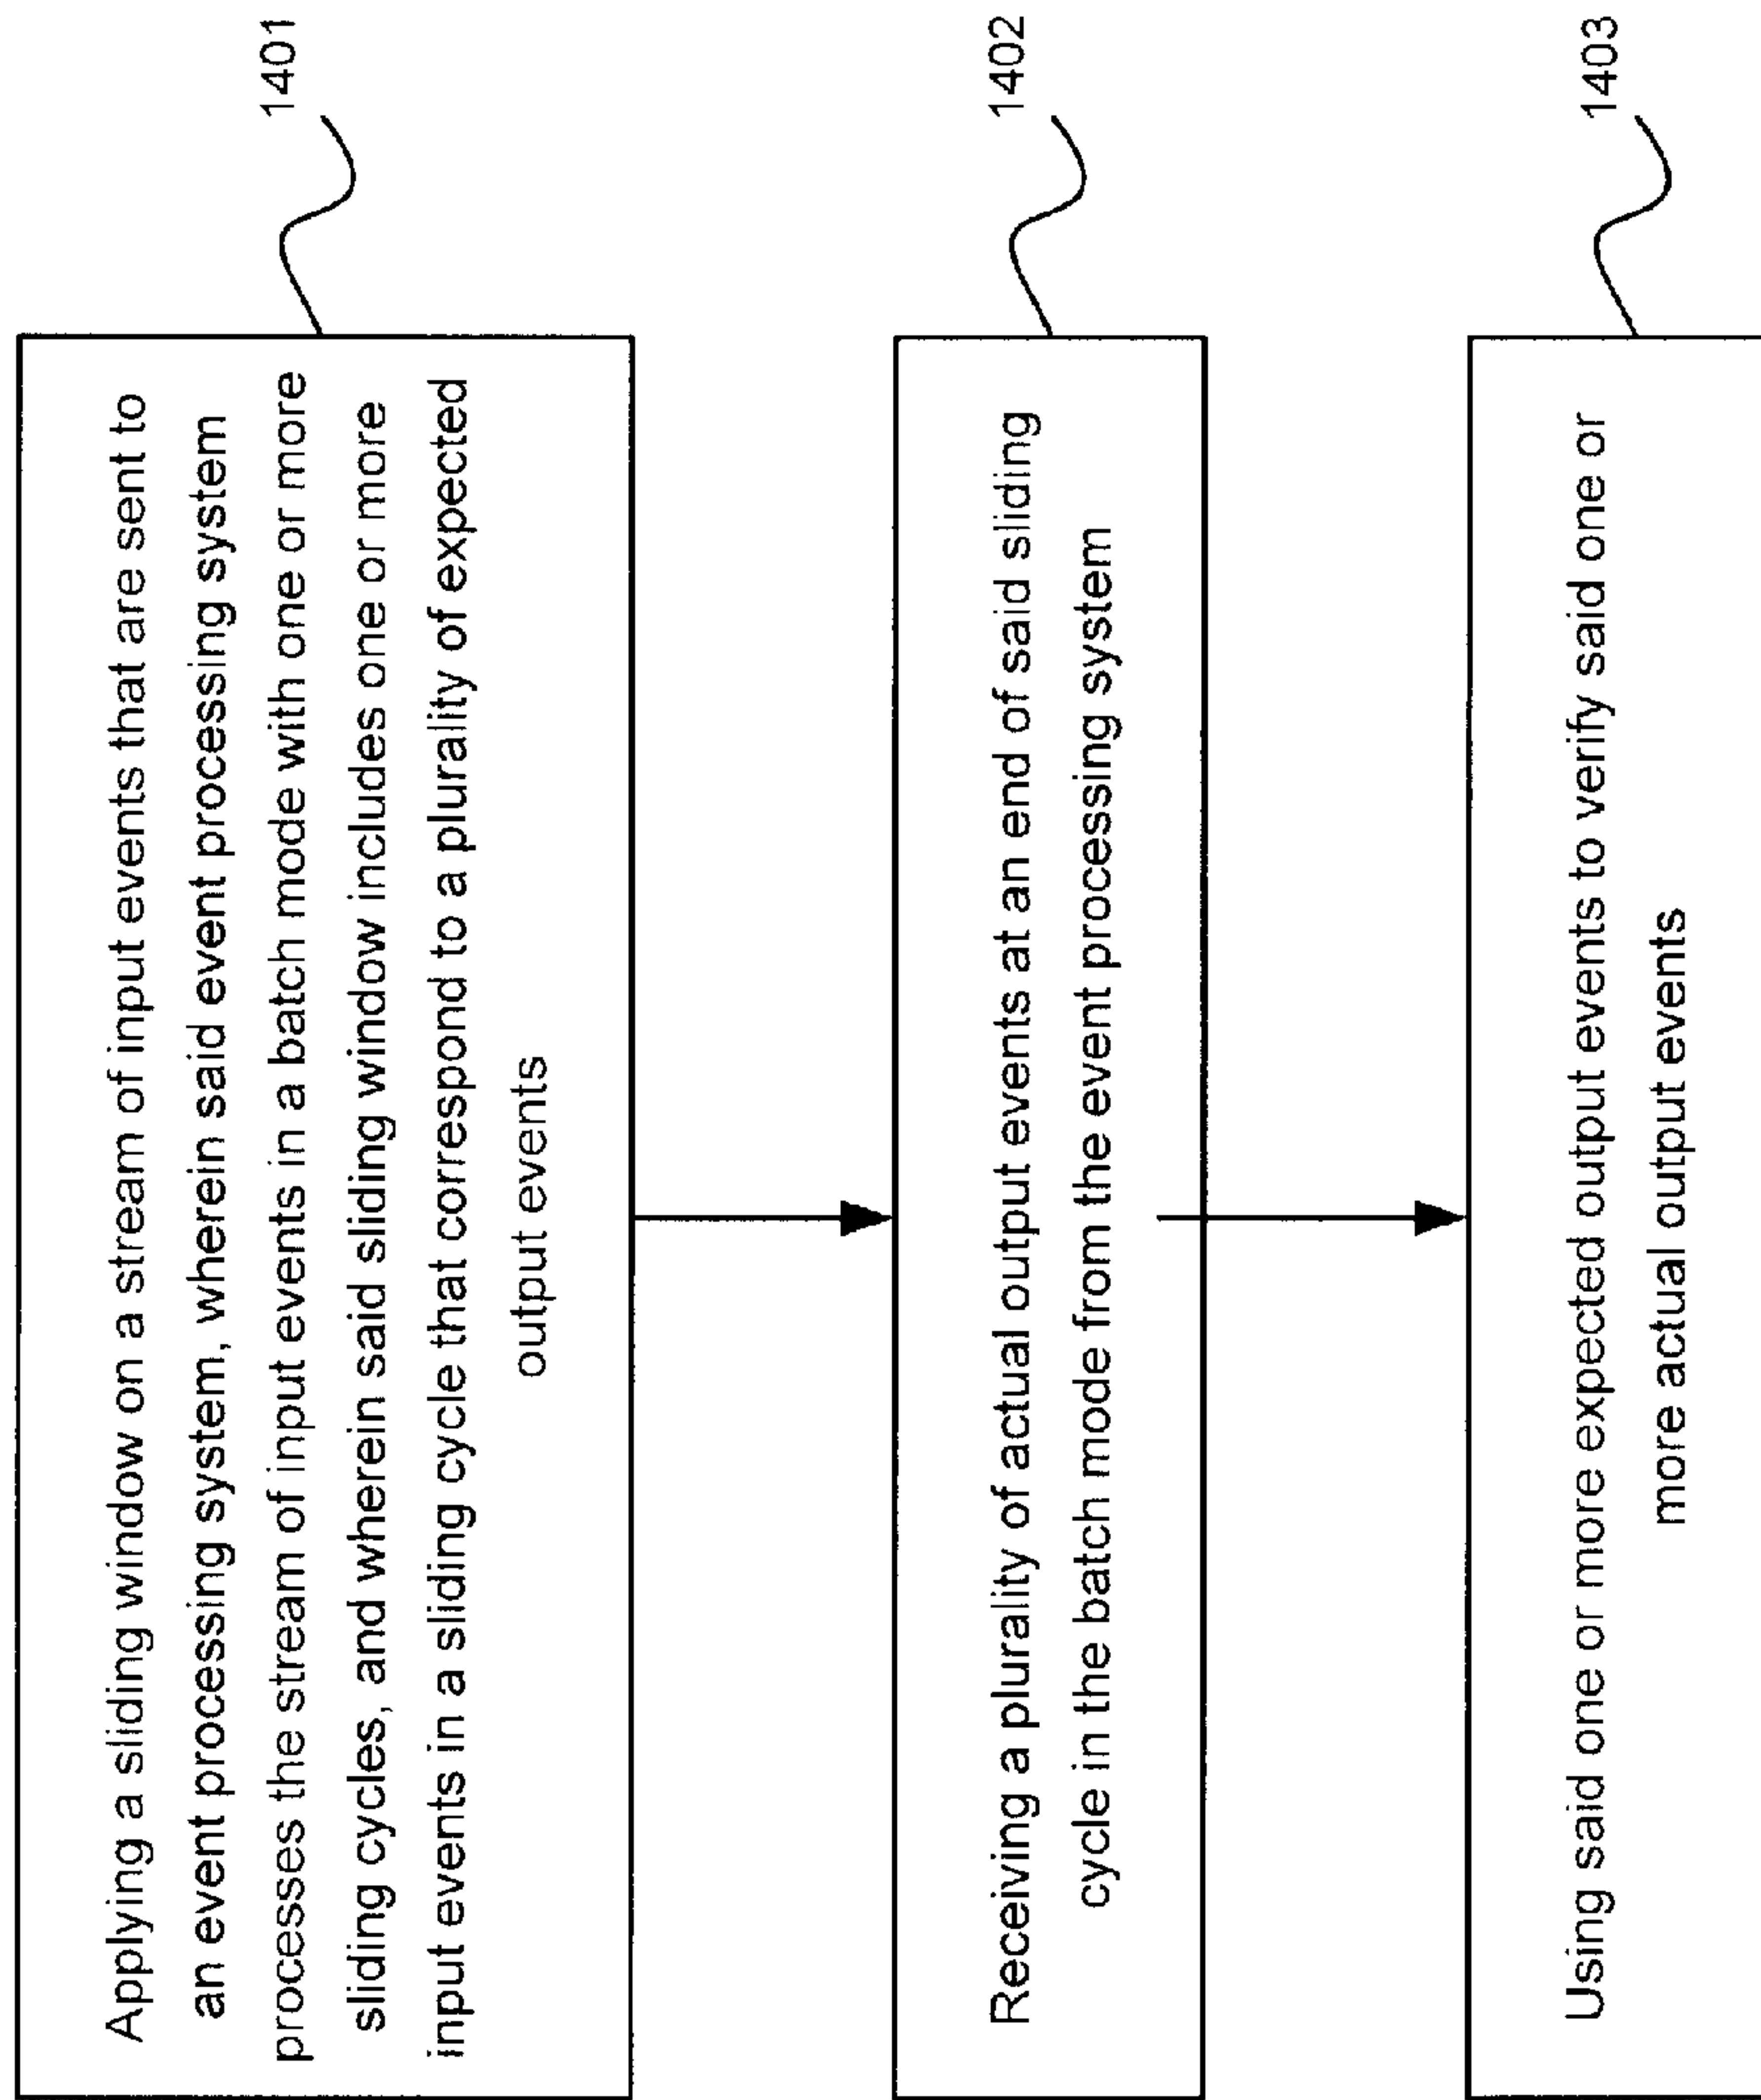 Applying a sliding window on a stream of input events that are sent to
an event processing system, wherein said event processing system
processes the stream of input events in a batch mode with one or more
sliding cycles, and wherein said sliding window includes one or more
input events in a sliding cycle that correspond to a plurality of expected
output events
1401
Receiving a plurality of actual output events at an end of said sliding
cycle in the batch mode from the event processing system
1402
Using said one or more expected output events to verify said one or
more actual output events
1403